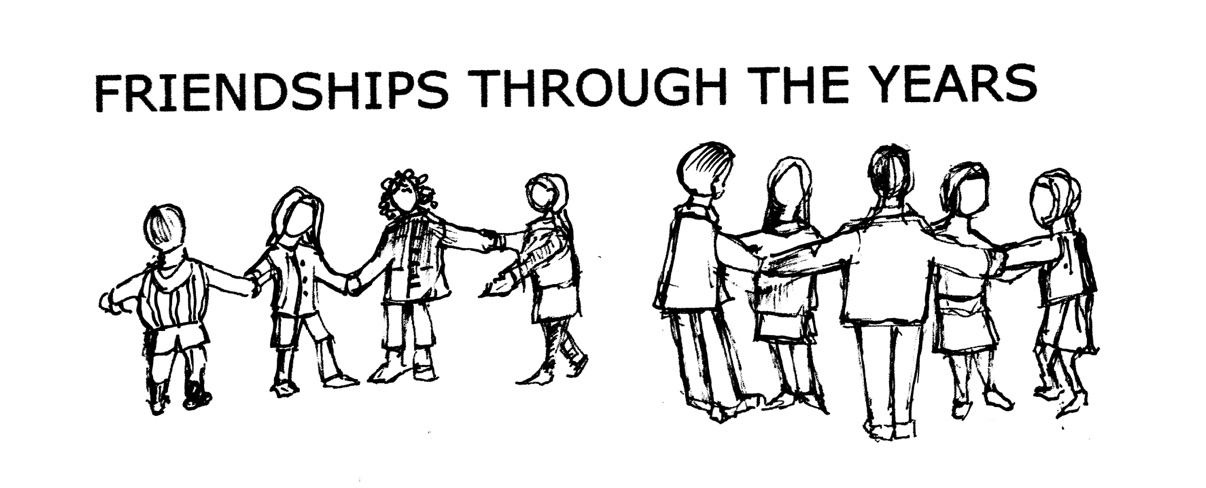 FRIENDSHIPS THROUGH THE YEARS